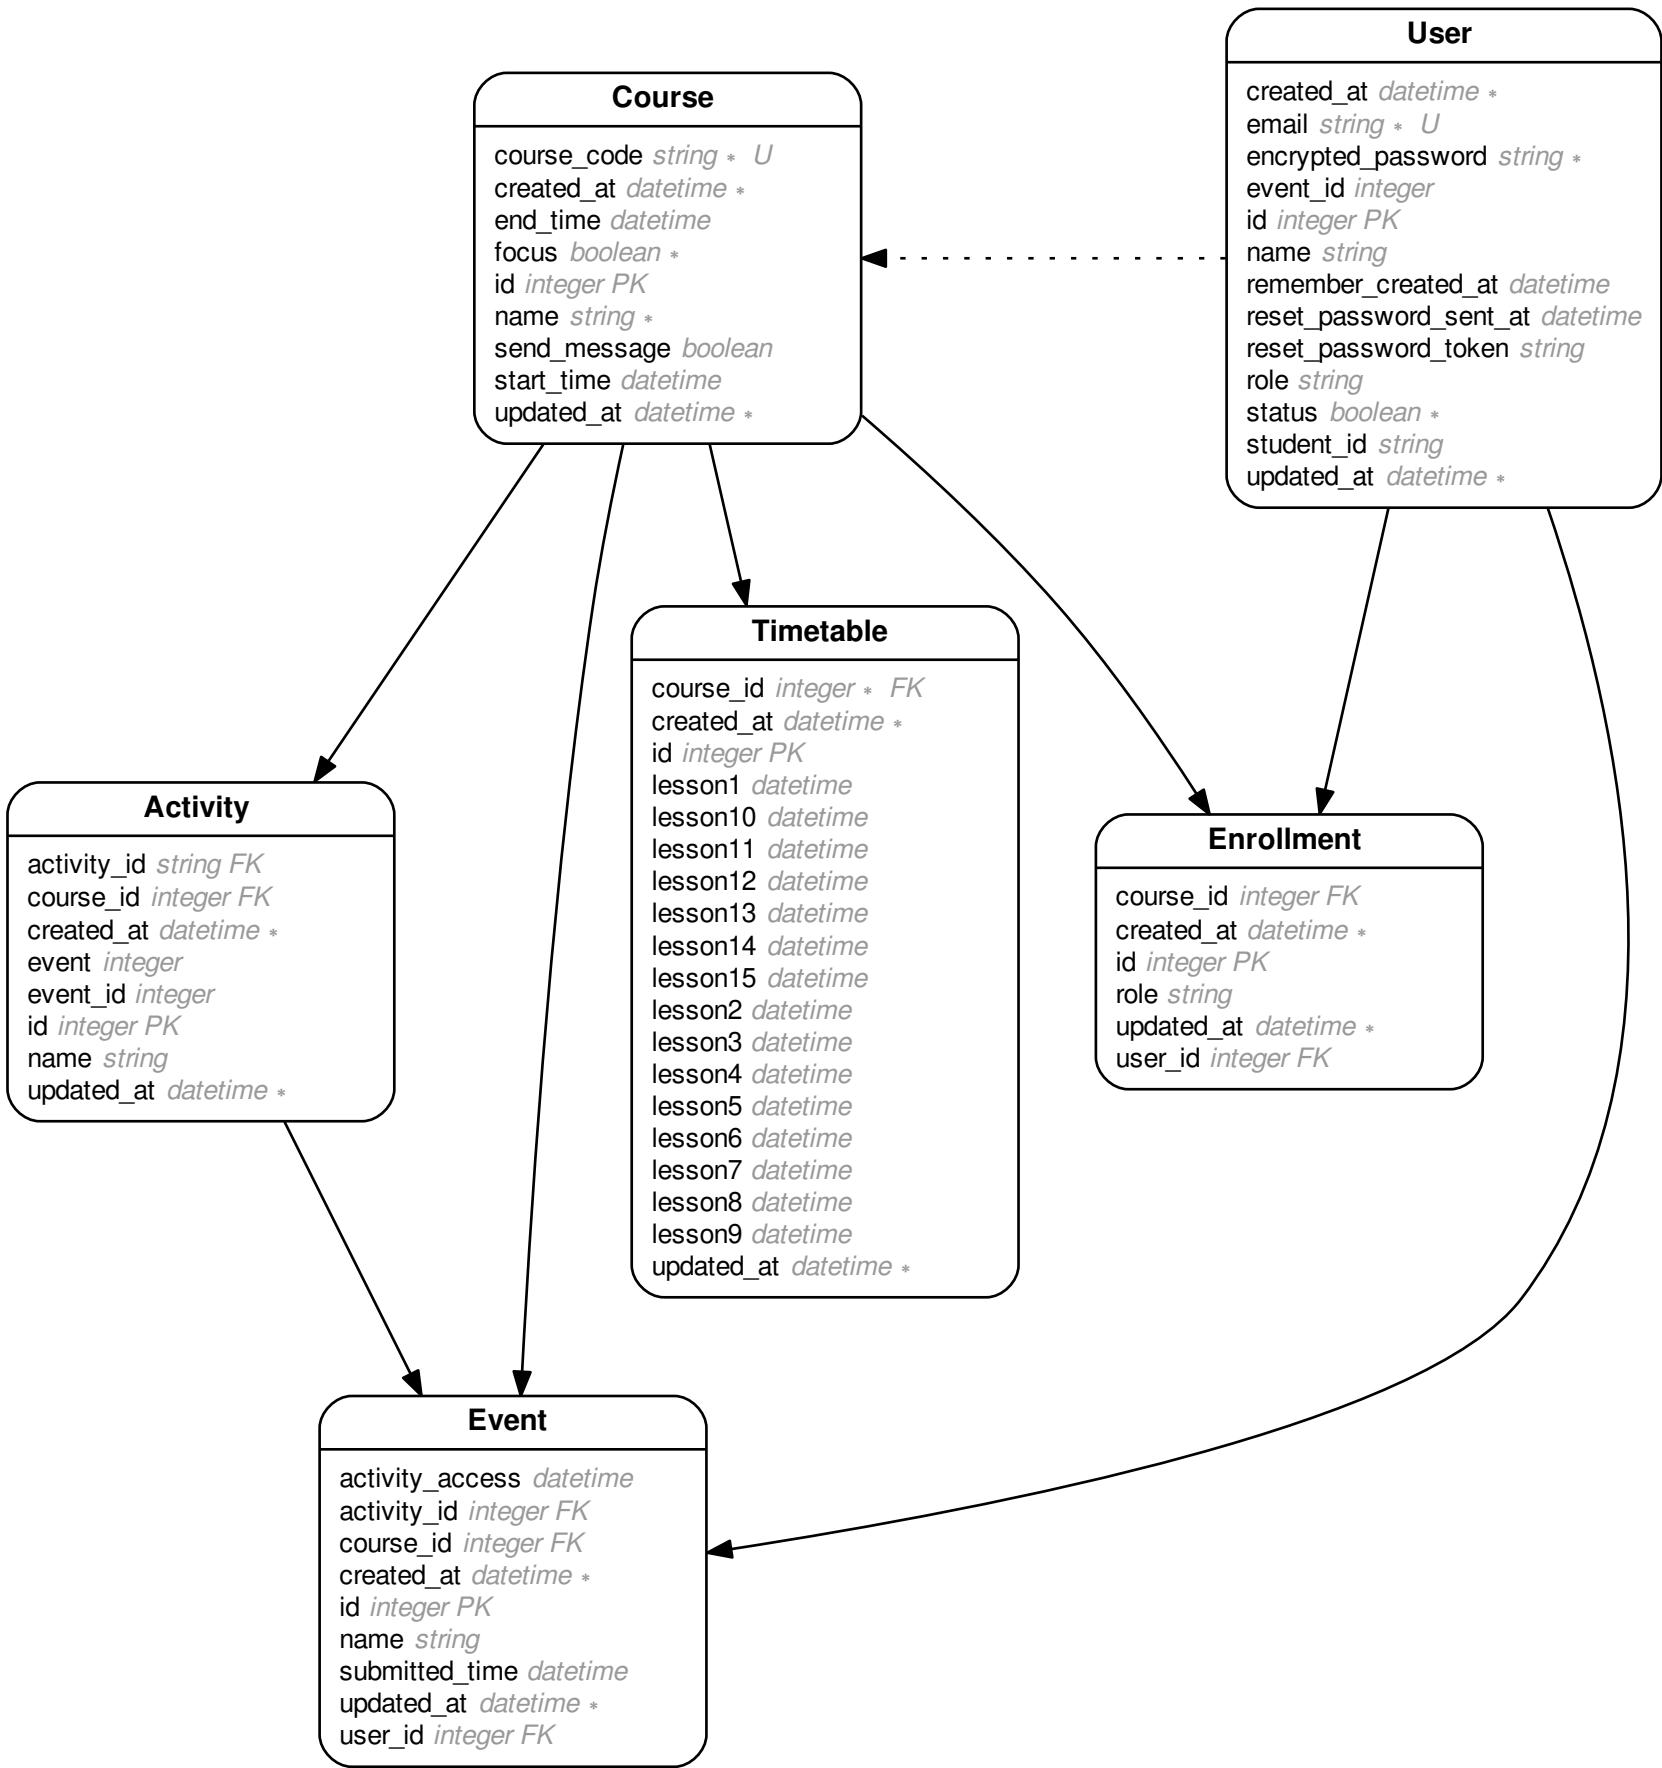 User
created_at datetime *
email string * U
encrypted_password string *
event_id integer
id integer PK
name string
remember_created_at datetime
reset_password_sent_at datetime
reset_password_token string
role string
status boolean *
student_id string
updated_at datetime *
Course
course_code string * U
created_at datetime *
end_time datetime
focus boolean *
id integer PK
name string *
send_message boolean
start_time datetime
updated_at datetime *
Timetable
course_id integer * FK
created_at datetime *
id integer PK
lesson1 datetime
lesson10 datetime
lesson11 datetime
lesson12 datetime
lesson13 datetime
lesson14 datetime
lesson15 datetime
lesson2 datetime
lesson3 datetime
lesson4 datetime
lesson5 datetime
lesson6 datetime
lesson7 datetime
lesson8 datetime
lesson9 datetime
updated_at datetime *
Activity
activity_id string FK
course_id integer FK
created_at datetime *
event integer
event_id integer
id integer PK
name string
updated_at datetime *
Enrollment
course_id integer FK
created_at datetime *
id integer PK
role string
updated_at datetime *
user_id integer FK
Event
activity_access datetime
activity_id integer FK
course_id integer FK
created_at datetime *
id integer PK
name string
submitted_time datetime
updated_at datetime *
user_id integer FK